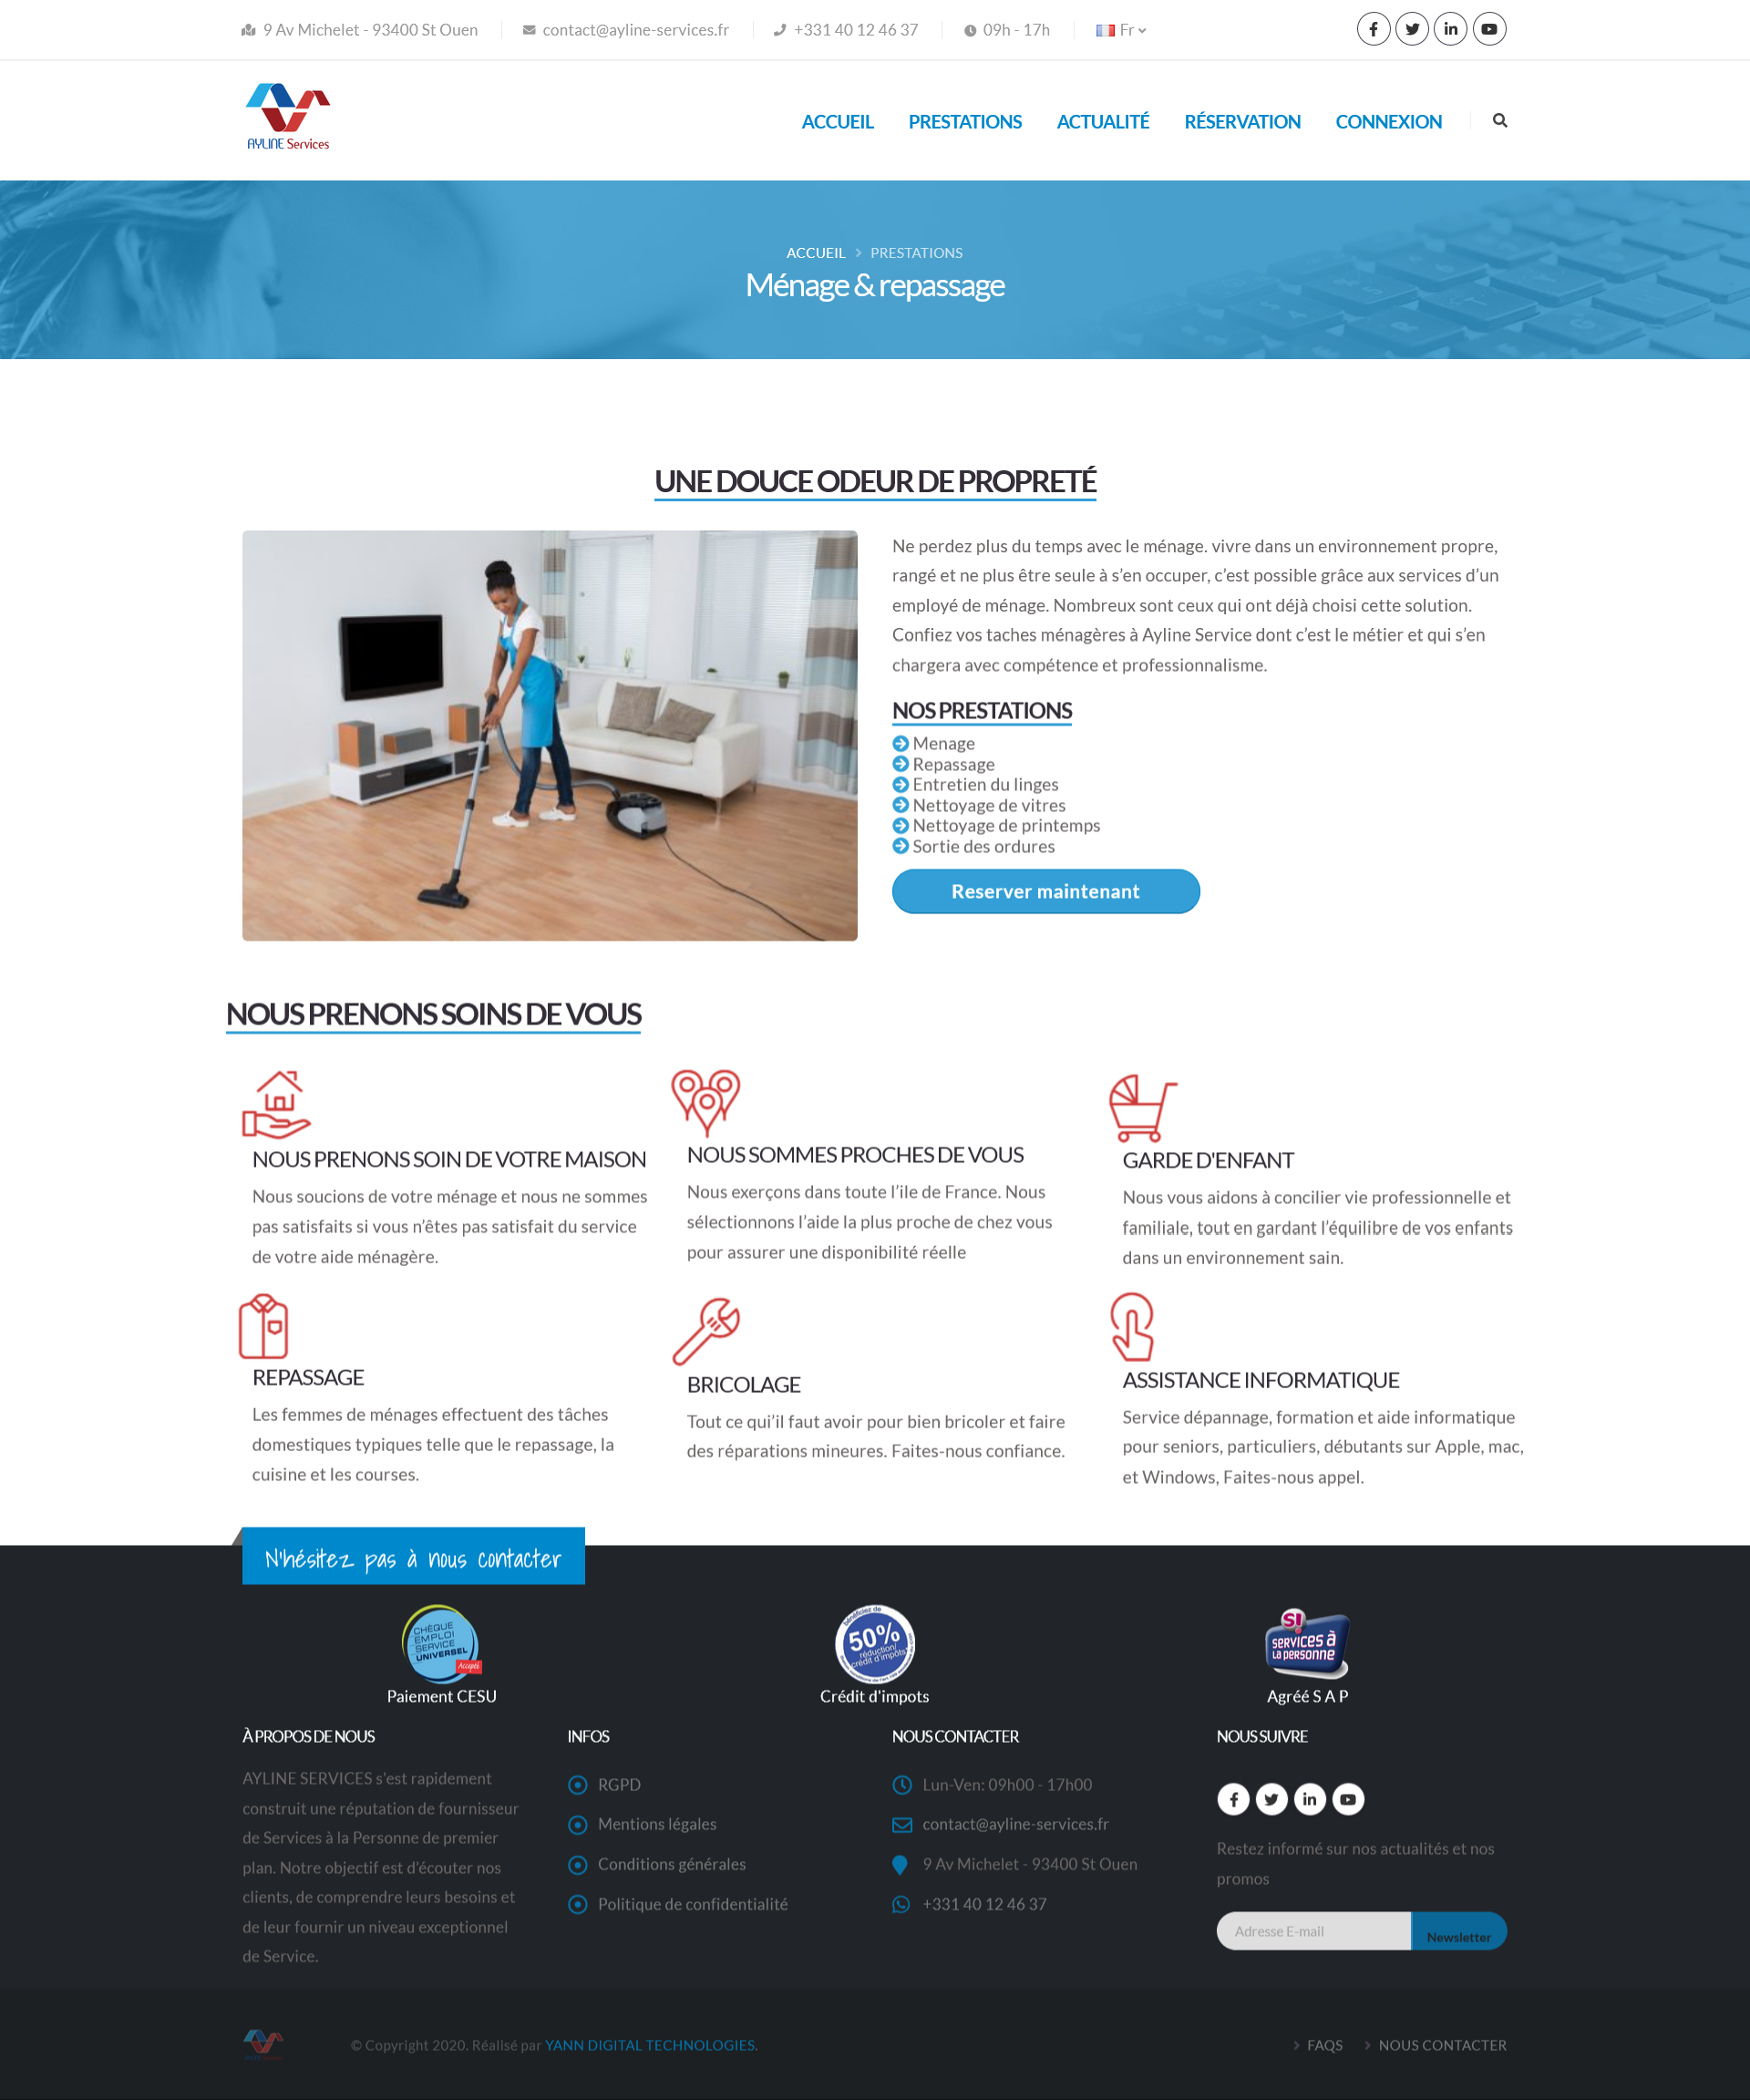 9 Av Michelet - 93400 St Ouen
contact@ayline-services.fr
+331 40 12 46 37
09h - 17h
Fr
AYLINE Services
ACCUEIL
PRESTATIONS
ACTUALITÉ
RÉSERVATION
CONNEXION
ACCUEIL > PRESTATIONS
Ménage & repassage
UNE DOUCE ODEUR DE PROPRETÉ
Ne perdez plus du temps avec le ménage. vivre dans un environnement propre,
rangé et ne plus être seule à s’en occuper, c’est possible grâce aux services d’un
employé de ménage. Nombreux sont ceux qui ont déjà choisi cette solution.
Confiez vos taches ménagères à Ayline Service dont c’est le métier et qui s’en
chargera avec compétence et professionnalisme.
NOS PRESTATIONS
Menage
Repassage
Entretien du linges
Nettoyage de vitres
Nettoyage de printemps
Sortie des ordures
Reserver maintenant
NOUS PRENONS SOINS DE VOUS
NOUS PRENONS SOIN DE VOTRE MAISON
Nous soucions de votre ménage et nous ne sommes
pas satisfaits si vous n’êtes pas satisfait du service
de votre aide ménagère.
NOUS SOMMES PROCHES DE VOUS
Nous exerçons dans toute l’ile de France. Nous
sélectionnons l’aide la plus proche de chez vous
pour assurer une disponibilité réelle
GARDE D'ENFANT
Nous vous aidons à concilier vie professionnelle et
familiale, tout en gardant l’équilibre de vos enfants
dans un environnement sain.
REPASSAGE
Les femmes de ménages effectuent des tâches
domestiques typiques telle que le repassage, la
cuisine et les courses.
BRICOLAGE
Tout ce qu’il faut avoir pour bien bricoler et faire
des réparations mineures. Faites-nous confiance.
ASSISTANCE INFORMATIQUE
Service dépannage, formation et aide informatique
pour seniors, particuliers, débutants sur Apple, mac,
et Windows, Faites-nous appel.
N'hésitez pas à nous contacter
CHÈQUE
EMPLOI
SERVICE
UNIVERSEL
Accepté
Paiement CESU
bénéficiez de
50%
réduction/
crédit d'impôts
Crédit d'impots
S!
services à
la personne
Agréé S A P
À PROPOS DE NOUS
AYLINE SERVICES s'est rapidement
construit une réputation de fournisseur
de Services à la Personne de premier
plan. Notre objectif est d'écouter nos
clients, de comprendre leurs besoins et
de leur fournir un niveau exceptionnel
de Service.
INFOS
RGPD
Mentions légales
Conditions générales
Politique de confidentialité
NOUS CONTACTER
Lun-Ven: 09h00 - 17h00
contact@ayline-services.fr
9 Av Michelet - 93400 St Ouen
+331 40 12 46 37
NOUS SUIVRE
Restez informé sur nos actualités et nos
promos
Adresse E-mail
Newsletter
© Copyright 2020. Réalisé par YANN DIGITAL TECHNOLOGIES.
> FAQS
> NOUS CONTACTER